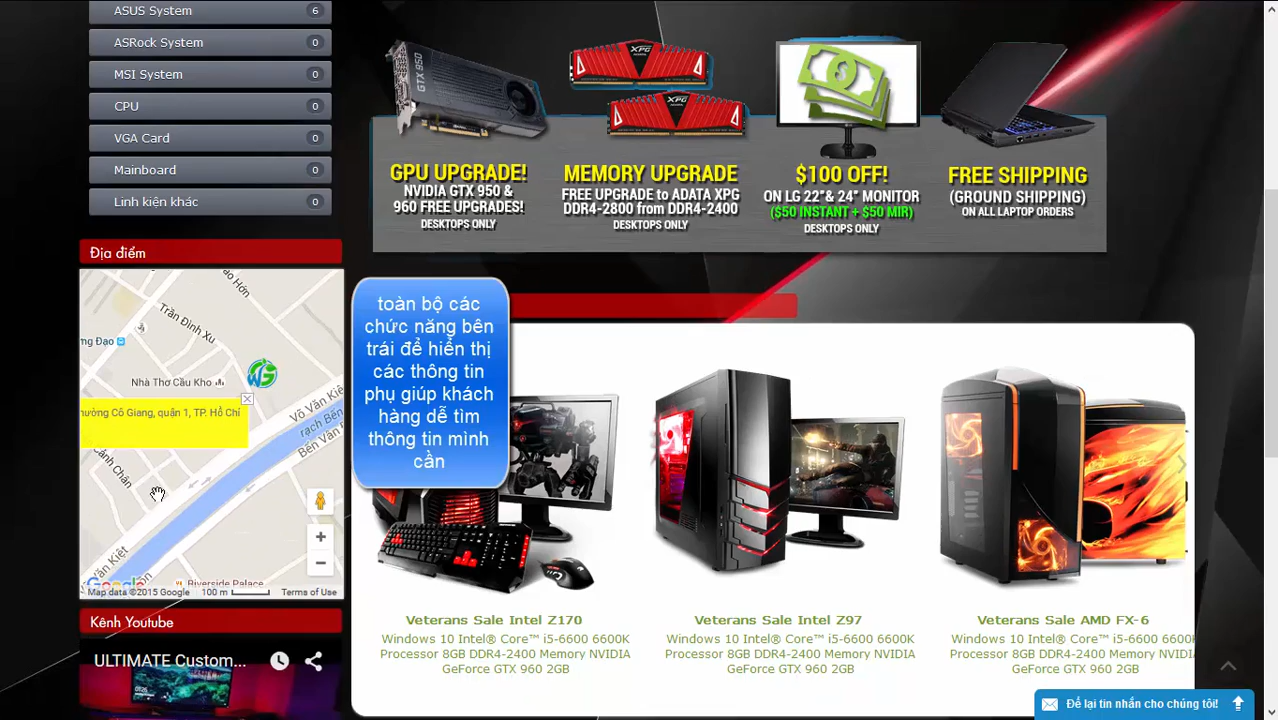 ASUS System 6
ASRock System 0
MSI System 0
CPU 0
VGA Card 0
Mainboard 0
Linh kiện khác 0
GTX 950
XPG
XPG
GPU UPGRADE!
NVIDIA GTX 950 &
960 FREE UPGRADES!
DESKTOPS ONLY
MEMORY UPGRADE
FREE UPGRADE to ADATA XPG
DDR4-2800 from DDR4-2400
DESKTOPS ONLY
$100 OFF!
ON LG 22"& 24" MONITOR
($50 INSTANT + $50 MIR)
DESKTOPS ONLY
FREE SHIPPING
(GROUND SHIPPING)
ON ALL LAPTOP ORDERS
Địa điểm
Trần Đình Xu
Nhà Thờ Cầu Kho
WS
Cô Giang, quận 1, TP. Hồ Chí
Võ Văn Kiệt
rạch Bến
Bến Vân
Riverside Palace
Google
Map data ©2015 Google 100 m Terms of Use
toàn bộ các
chức năng bên
trái để hiển thị
các thông tin
phụ giúp khách
hàng dễ tìm
thông tin mình
cần
Kênh Youtube
ULTIMATE Custom...
Veterans Sale Intel Z170
Windows 10 Intel® Core™ i5-6600 6600K
Processor 8GB DDR4-2400 Memory NVIDIA
GeForce GTX 960 2GB
Veterans Sale Intel Z97
Windows 10 Intel® Core™ i5-6600 6600K
Processor 8GB DDR4-2400 Memory NVIDIA
GeForce GTX 960 2GB
Veterans Sale AMD FX-6
Windows 10 Intel® Core™ i5-6600 6600K
Processor 8GB DDR4-2400 Memory NVIDIA
GeForce GTX 960 2GB
Để lại tin nhắn cho chúng tôi!